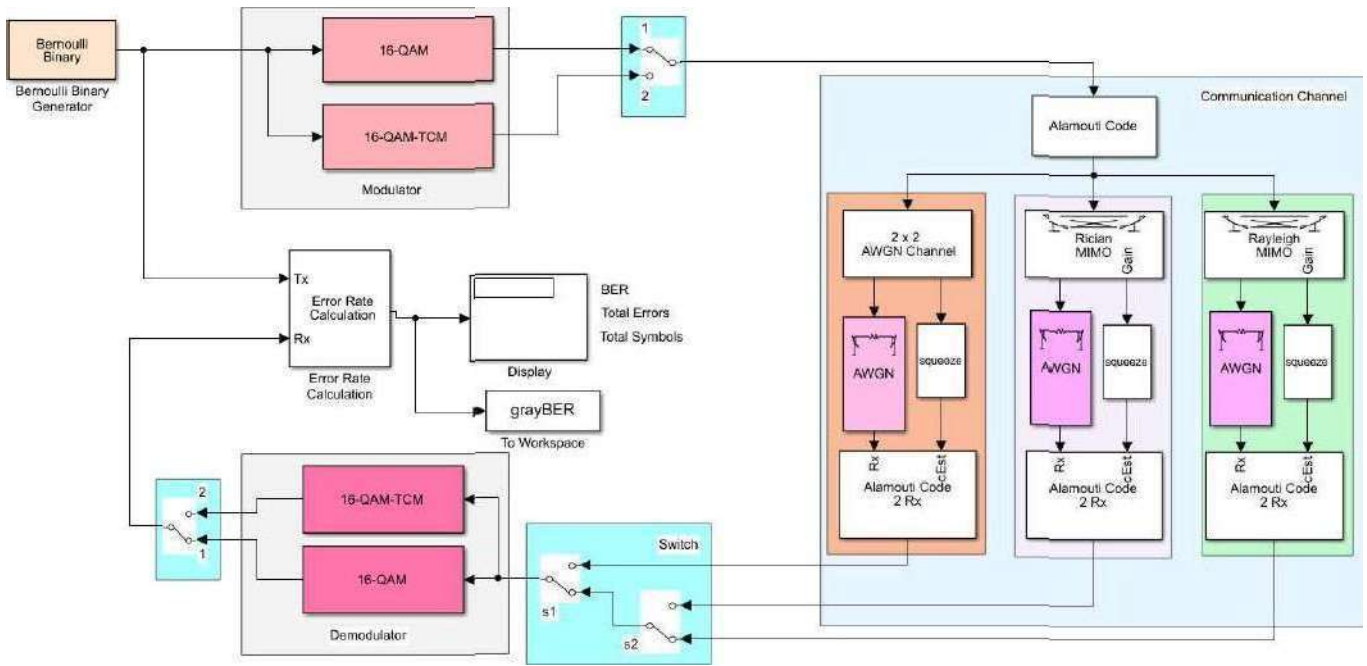 Bernoulli
Binary
Bernoulli Binary
Generator
16-QAM
16-QAM-TCM
Modulator
1
2
Communication Channel
Alamouti Code
2 x 2
AWGN Channel
AWGN
squeeze
Rx
cEst
Alamouti Code
2 Rx
Rician
MIMO
Gain
AWGN
squeeze
Rx
cEst
Alamouti Code
2 Rx
Rayleigh
MIMO
Gain
AWGN
squeeze
Rx
cEst
Alamouti Code
2 Rx
Tx
Rx
Error Rate
Calculation
Error Rate
Calculation
BER
Total Errors
Total Symbols
Display
grayBER
To Workspace
2
1
16-QAM-TCM
16-QAM
Demodulator
Switch
s1
s2